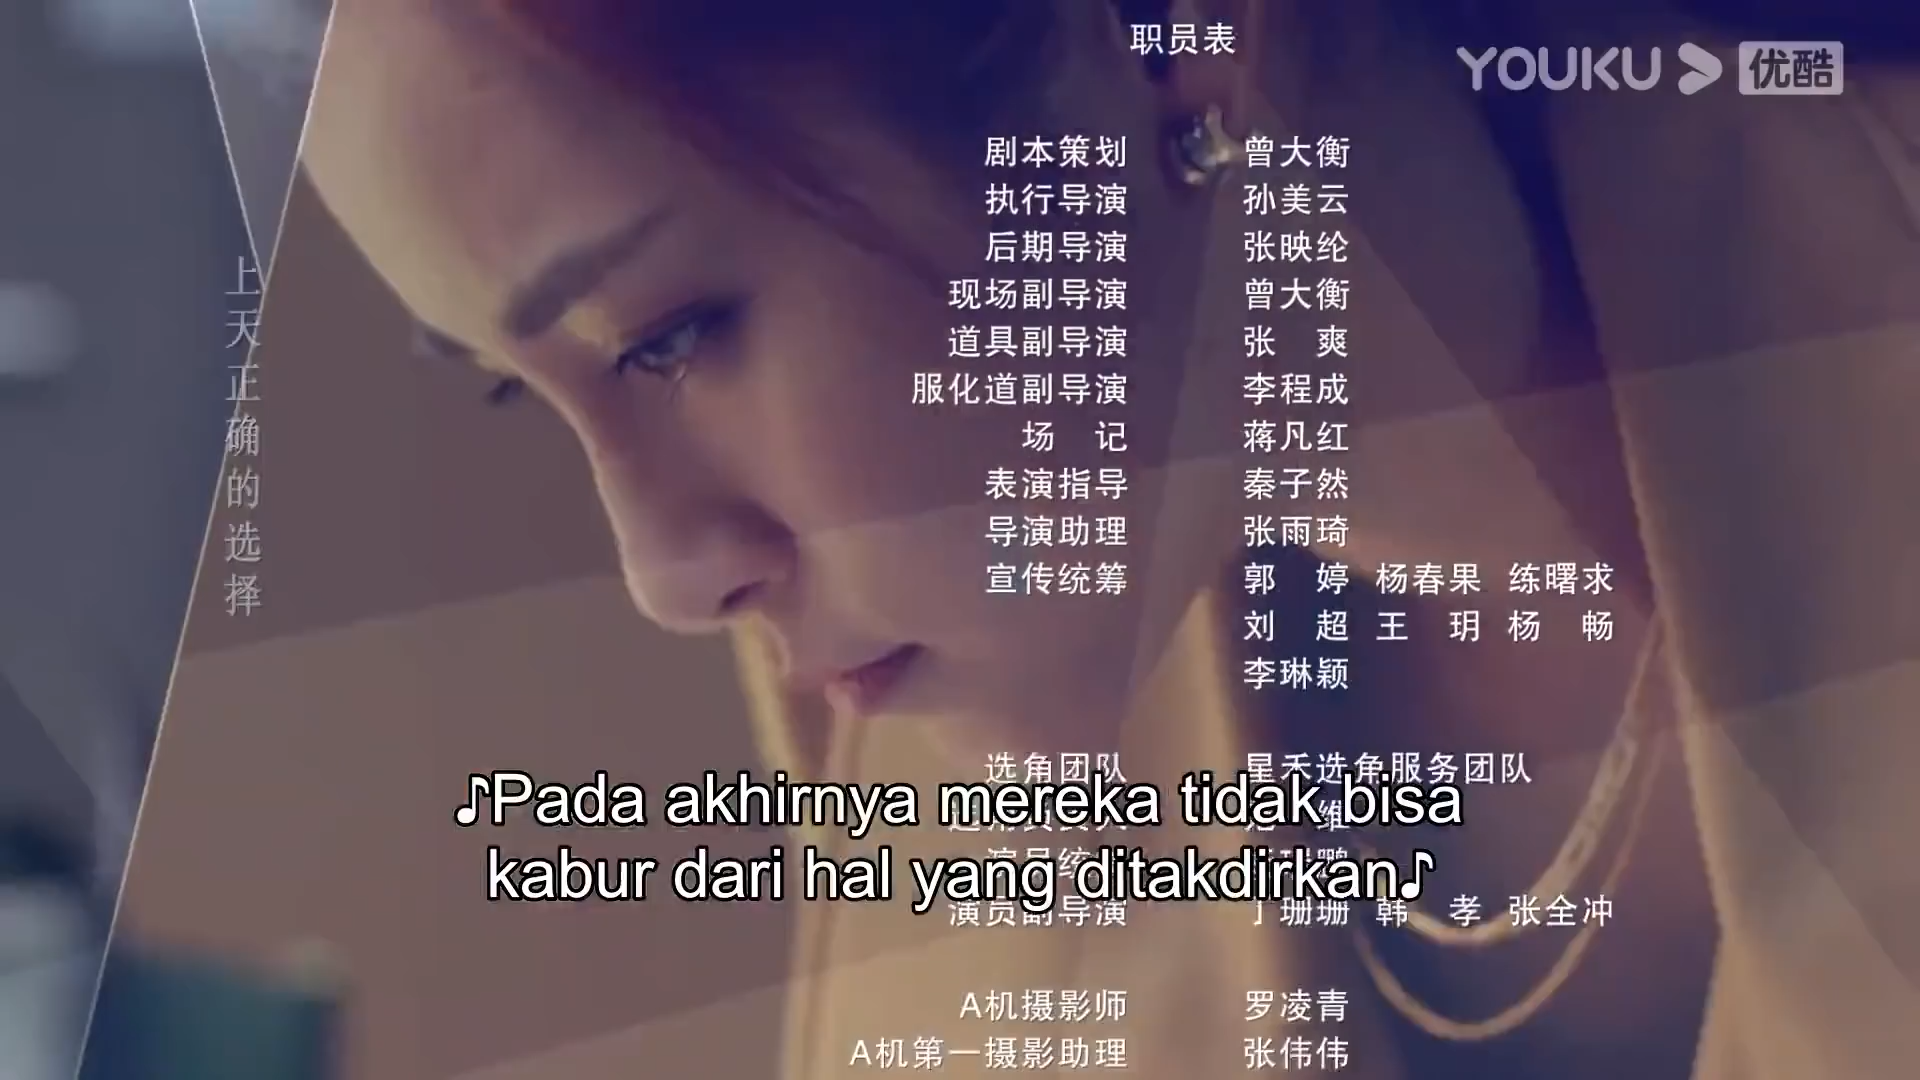 职员表
YOUKU 优酷
剧本策划 曾大衡
执行导演 孙美云
后期导演 张映纶
现场副导演 曾大衡
道具副导演 张 爽
服化道副导演 李程成
场 记 蒋凡红
表演指导 秦子然
导演助理 张雨琦
宣传统筹 郭 婷 杨春果 练曙求
刘 超 王 玥 杨 畅
李琳颖
上天正确的选择
选角团队 星禾选角服务团队
♪Pada akhirnya mereka tidak bisa
维
kabur dari hal yang ditakdirkan♪
鹏
演员副导演 丁珊珊 韩 孝 张全冲
A机摄影师 罗凌青
A机第一摄影助理 张伟伟